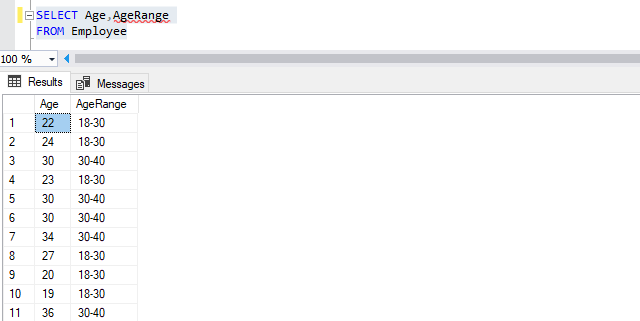 SELECT Age,AgeRange
FROM Employee
100 %
Results Messages
Age AgeRange
1 22 18-30
2 24 18-30
3 30 30-40
4 23 18-30
5 30 30-40
6 30 30-40
7 34 30-40
8 27 18-30
9 20 18-30
10 19 18-30
11 36 30-40